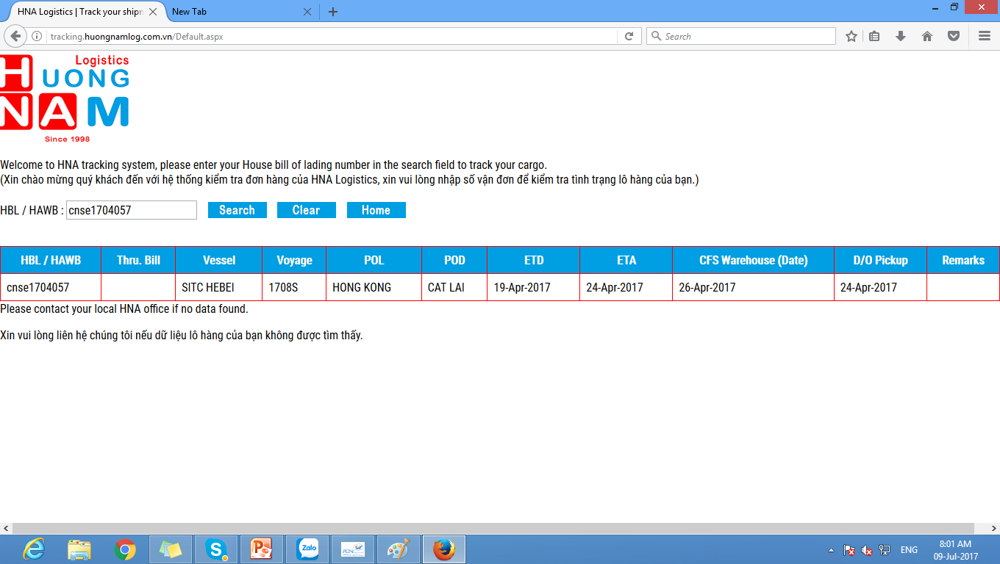 HNA Logistics | Track your shipn
New Tab
tracking.huongnamlog.com.vn/Default.aspx
Search
Logistics
HUONG
NAM
Since 1998
Welcome to HNA tracking system, please enter your House bill of lading number in the search field to track your cargo.
(Xin chào mừng quý khách đến với hệ thống kiểm tra đơn hàng của HNA Logistics, xin vui lòng nhập số vận đơn để kiểm tra tình trạng lô hàng của bạn.)
HBL / HAWB : cnse1704057 Search Clear Home
HBL / HAWB Thru. Bill Vessel Voyage POL POD ETD ETA CFS Warehouse (Date) D/O Pickup Remarks
cnse1704057 SITC HEBEI 1708S HONG KONG CAT LAI 19-Apr-2017 24-Apr-2017 26-Apr-2017 24-Apr-2017
Please contact your local HNA office if no data found.
Xin vui lòng liên hệ chúng tôi nếu dữ liệu lô hàng của bạn không được tìm thấy.
Zalo
ENG
8:01 AM
09-Jul-2017